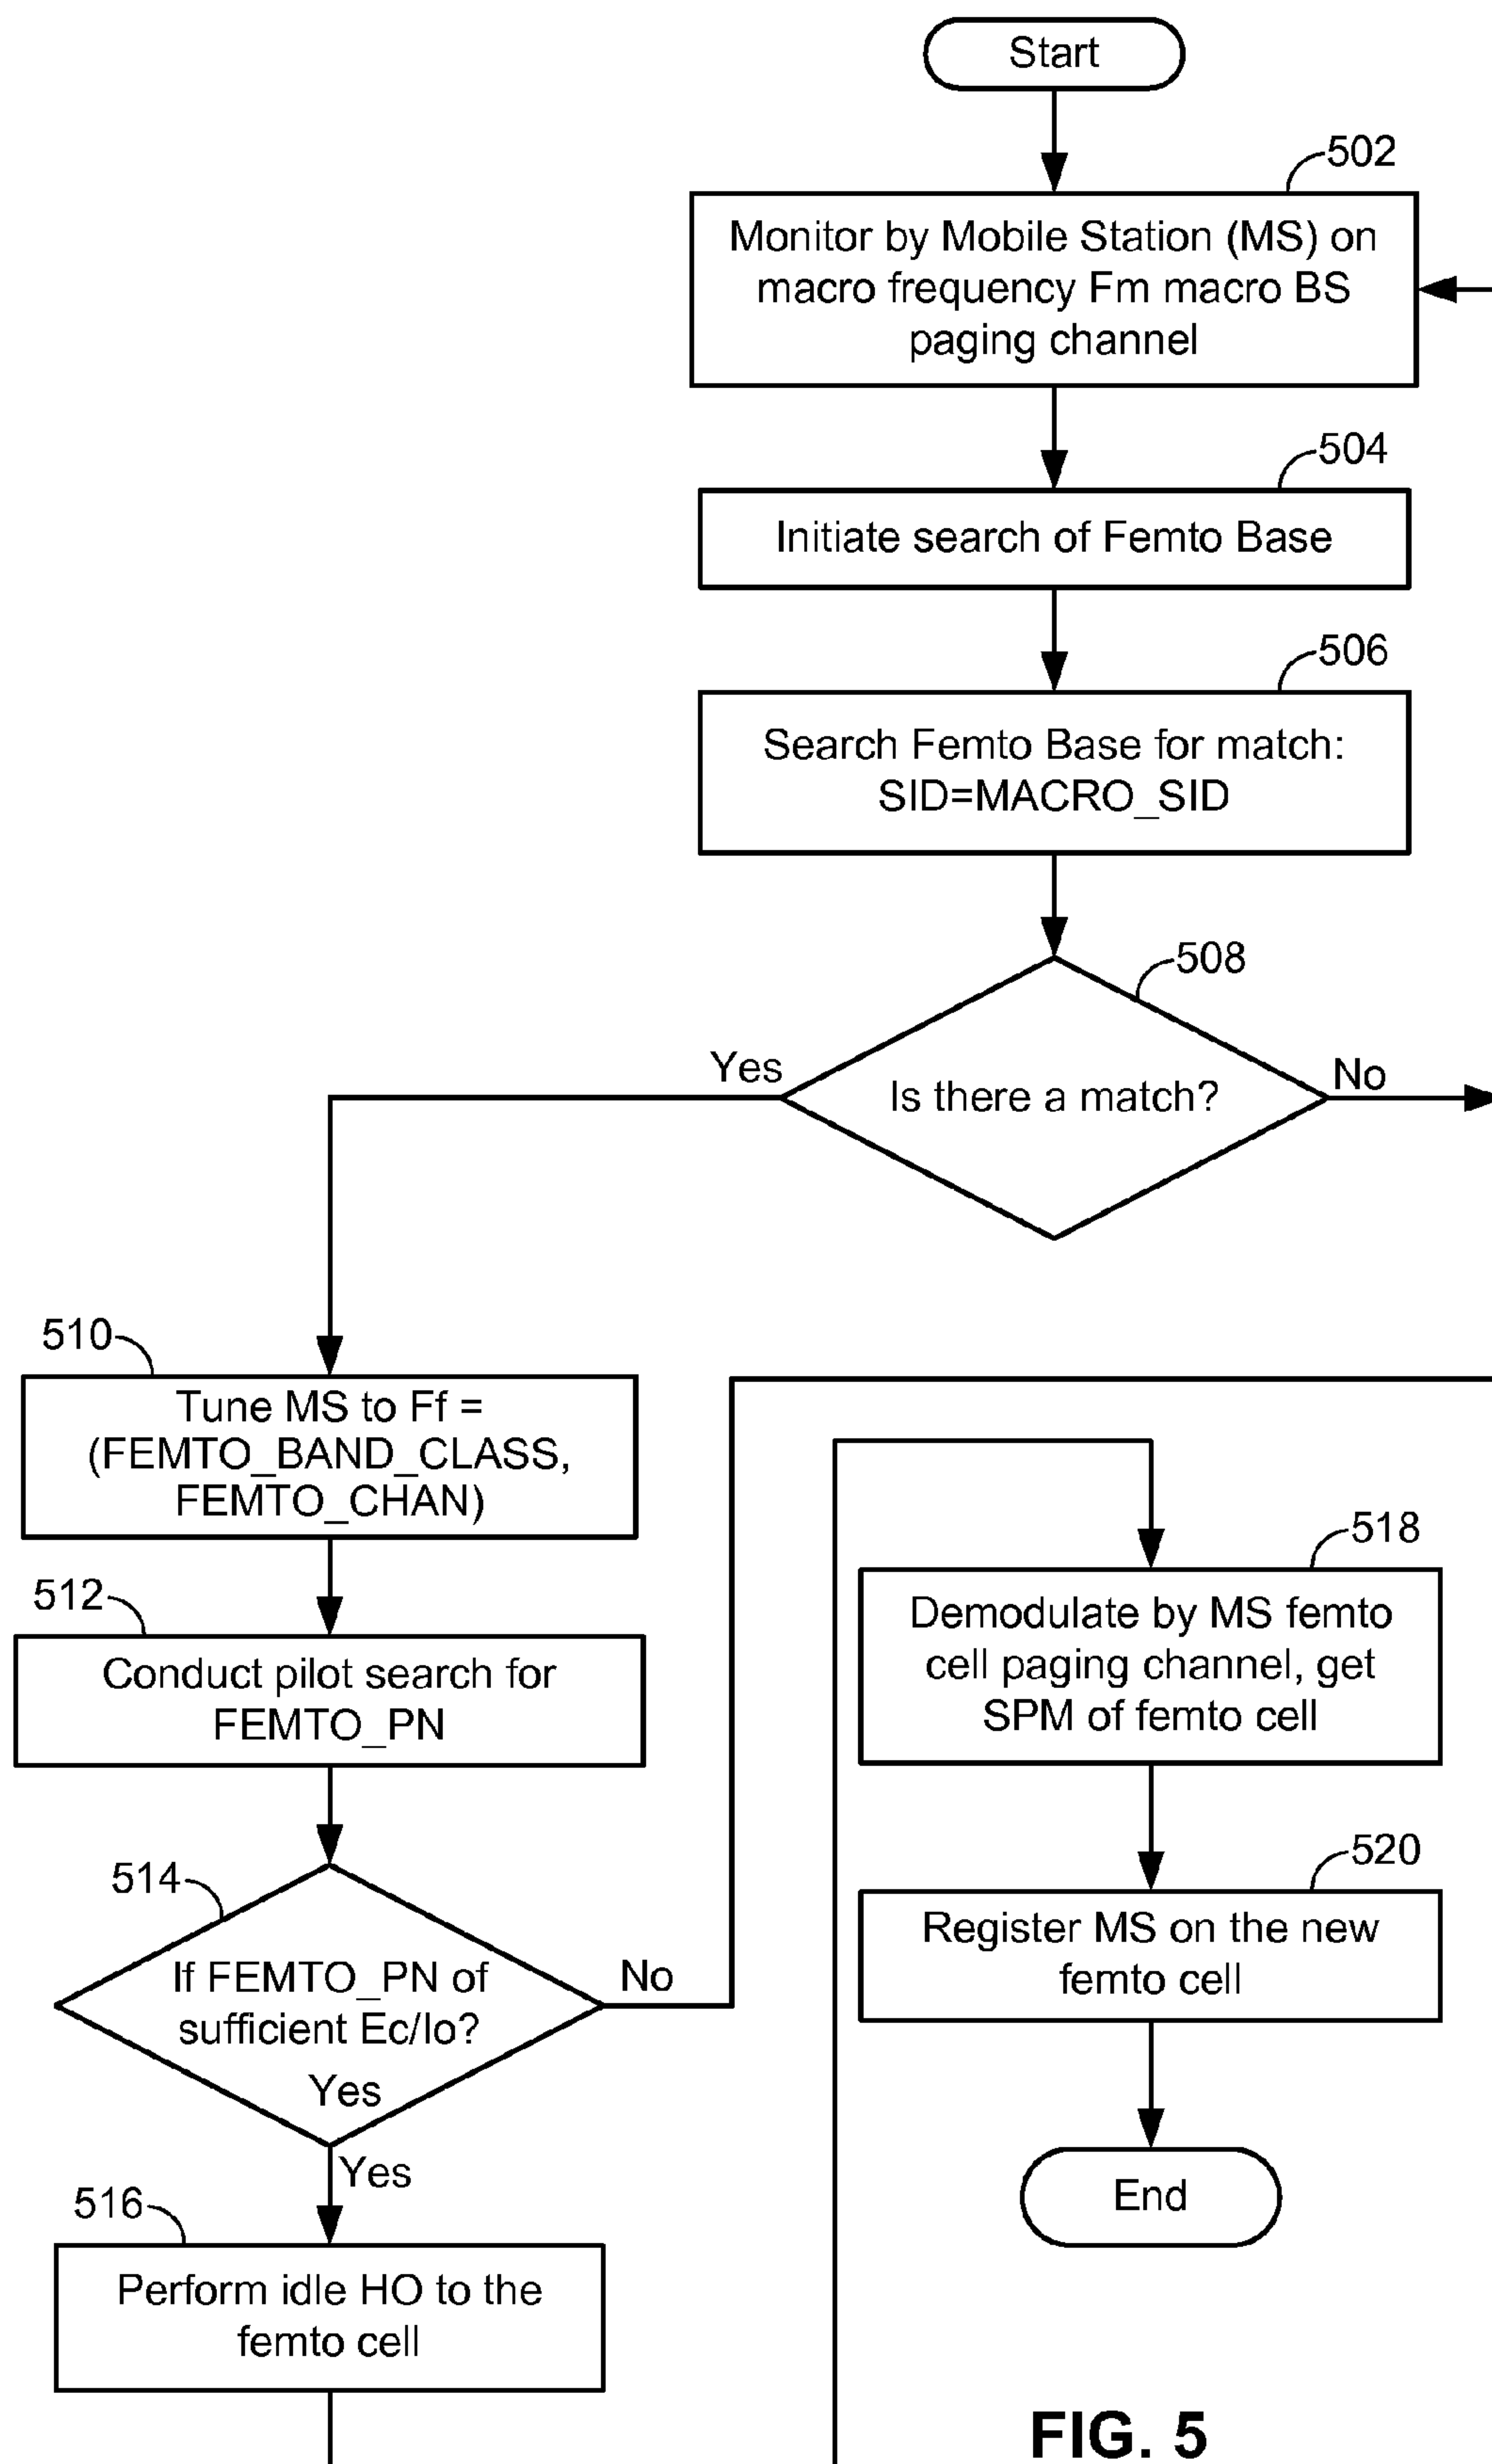 Start
502
Monitor by Mobile Station (MS) on
macro frequency Fm macro BS
paging channel
504
Initiate search of Femto Base
506
Search Femto Base for match:
SID=MACRO_SID
508
Is there a match?
Yes
No
510
Tune MS to Ff =
(FEMTO_BAND_CLASS,
FEMTO_CHAN)
512
Conduct pilot search for
FEMTO_PN
514
If FEMTO_PN of
sufficient Ec/Io?
Yes
No
Yes
516
Perform idle HO to the
femto cell
518
Demodulate by MS femto
cell paging channel, get
SPM of femto cell
520
Register MS on the new
femto cell
End
FIG. 5